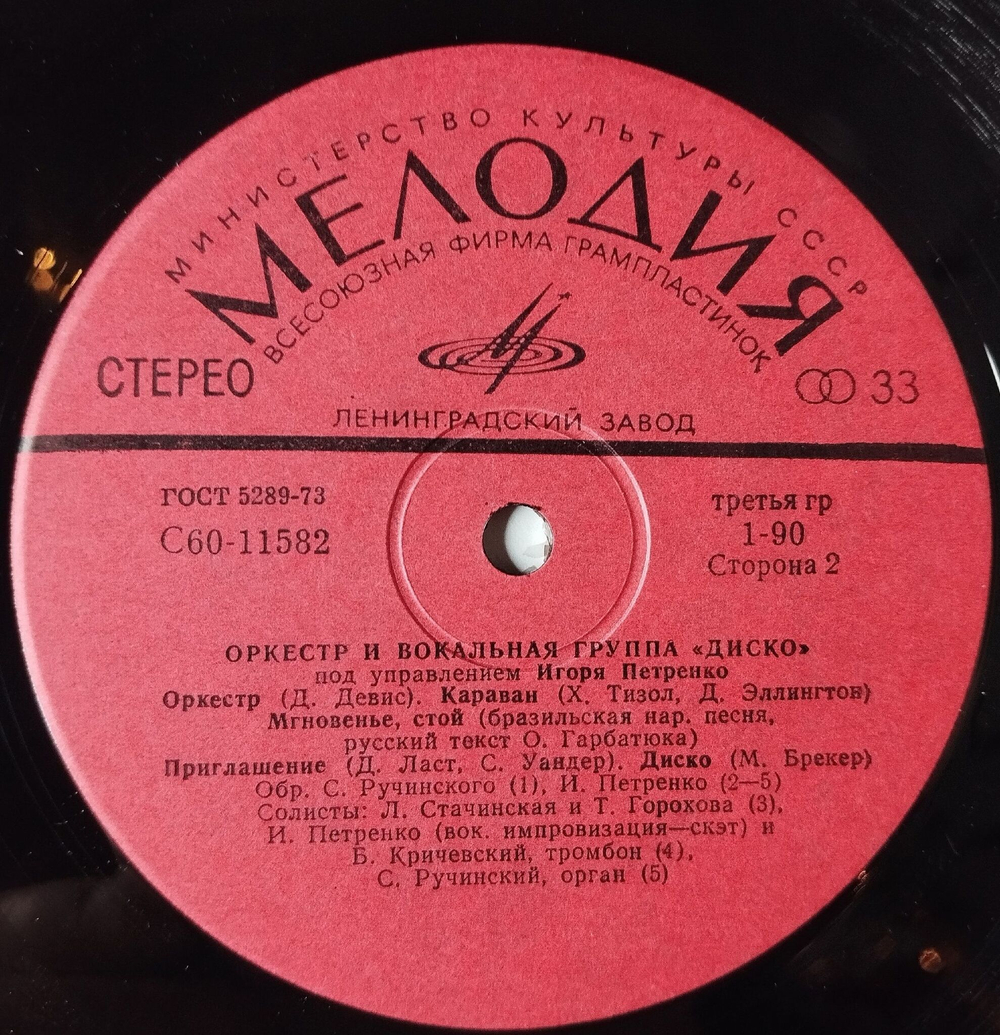 МИНИСТЕРСТВО КУЛЬТУРЫ СССР
МЕЛОДИЯ
ВСЕСОЮЗНАЯ ФИРМА ГРАМПЛАСТИНОК
СТЕРЕО
33
ЛЕНИНГРАДСКИЙ ЗАВОД
ГОСТ 5289-73
С60-11582
третья гр
1-90
Сторона 2
ОРКЕСТР И ВОКАЛЬНАЯ ГРУППА «ДИСКО»
под управлением Игоря Петренко
Оркестр (Д. Девис). Караван (Х. Тизол, Д. Эллингтон)
Мгновенье, стой (бразильская нар. песня,
русский текст О. Гарбатюка)
Приглашение (Д. Ласт, С. Уандер). Диско (М. Брекер)
Обр. С. Ручинского (1), И. Петренко (2—5)
Солисты: Л. Стачинская и Т. Горохова (3),
И. Петренко (вок. импровизация—скэт) и
Б. Кричевский, тромбон (4),
С. Ручинский, орган (5)